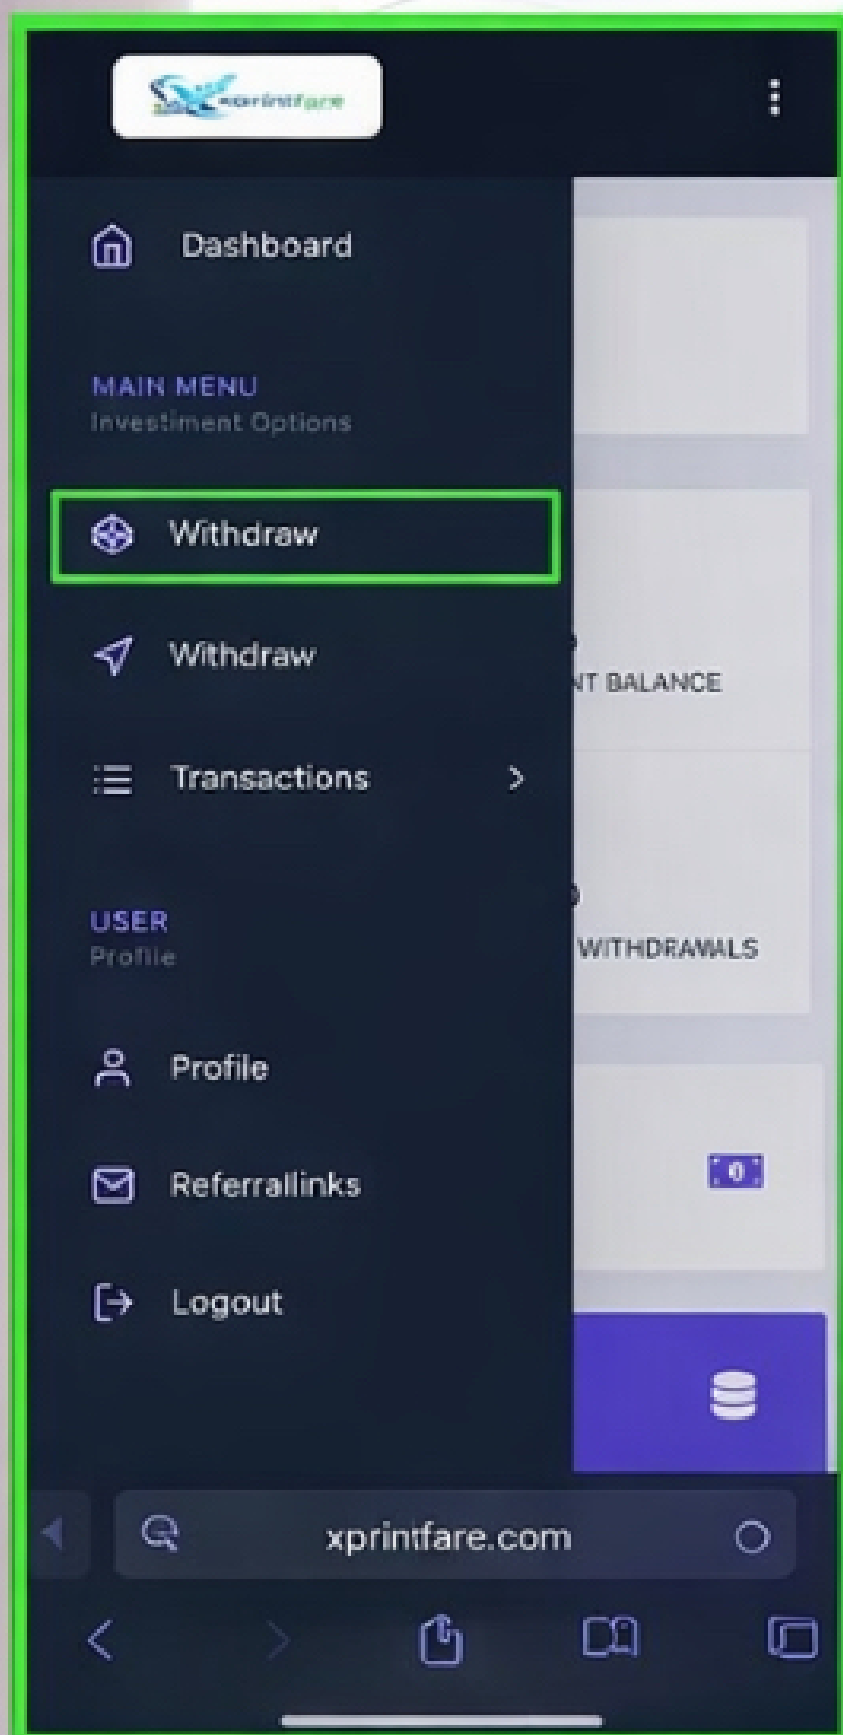 xprintfare
Dashboard
MAIN MENU
Investiment Options
Withdraw
Withdraw
NT BALANCE
Transactions
USER
Profile
WITHDRAWALS
Profile
0
Referrallinks
Logout
xprintfare.com